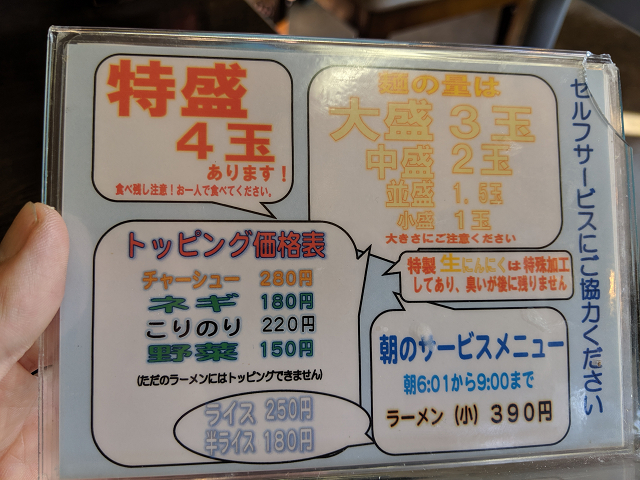 特盛
4玉
あります!
食べ残し注意!お一人で食べてください。
麺の量は
大盛 3玉
中盛 2玉
並盛 1.5玉
小盛 1玉
大きさにご注意ください
セルフサービスにご協力ください
トッピング価格表
チャーシュー 280円
ネギ 180円
こりのり 220円
野菜 150円
(ただのラーメンにはトッピングできません)
ライス 250円
半ライス 180円
特製 生にんにくは 特殊加工
してあり、臭いが後に残りません
朝のサービスメニュー
朝6:01から9:00まで
ラーメン (小) 390円